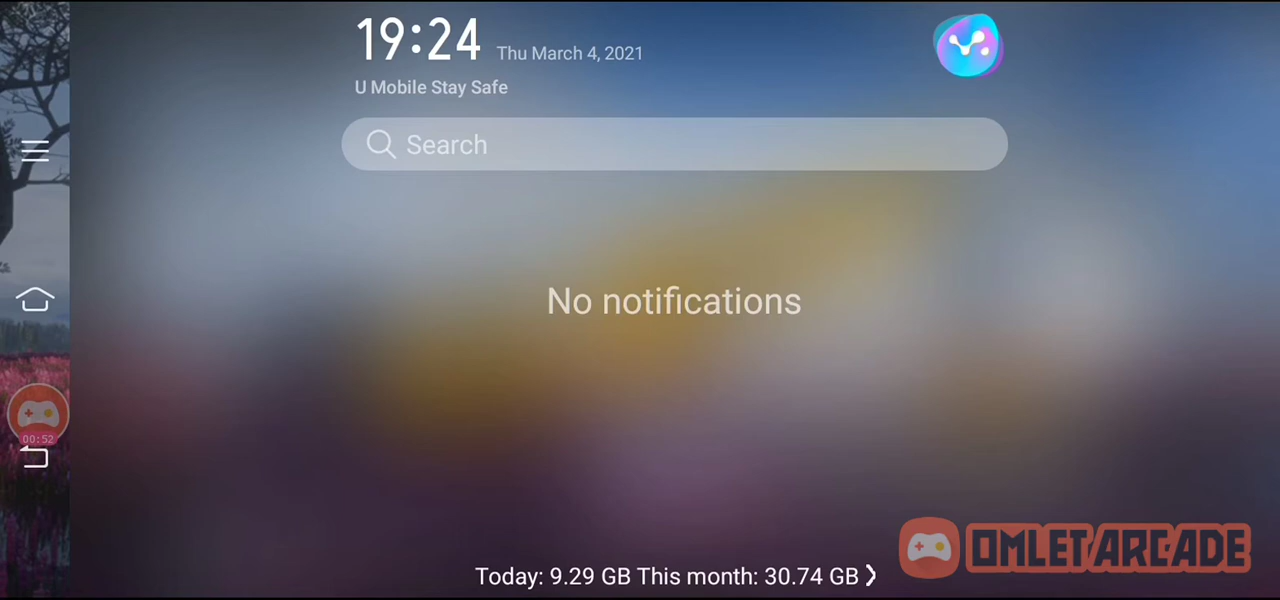 19:24 Thu March 4, 2021
U Mobile Stay Safe
Search
No notifications
00:52
Today: 9.29 GB This month: 30.74 GB ❭
OMLET ARCADE